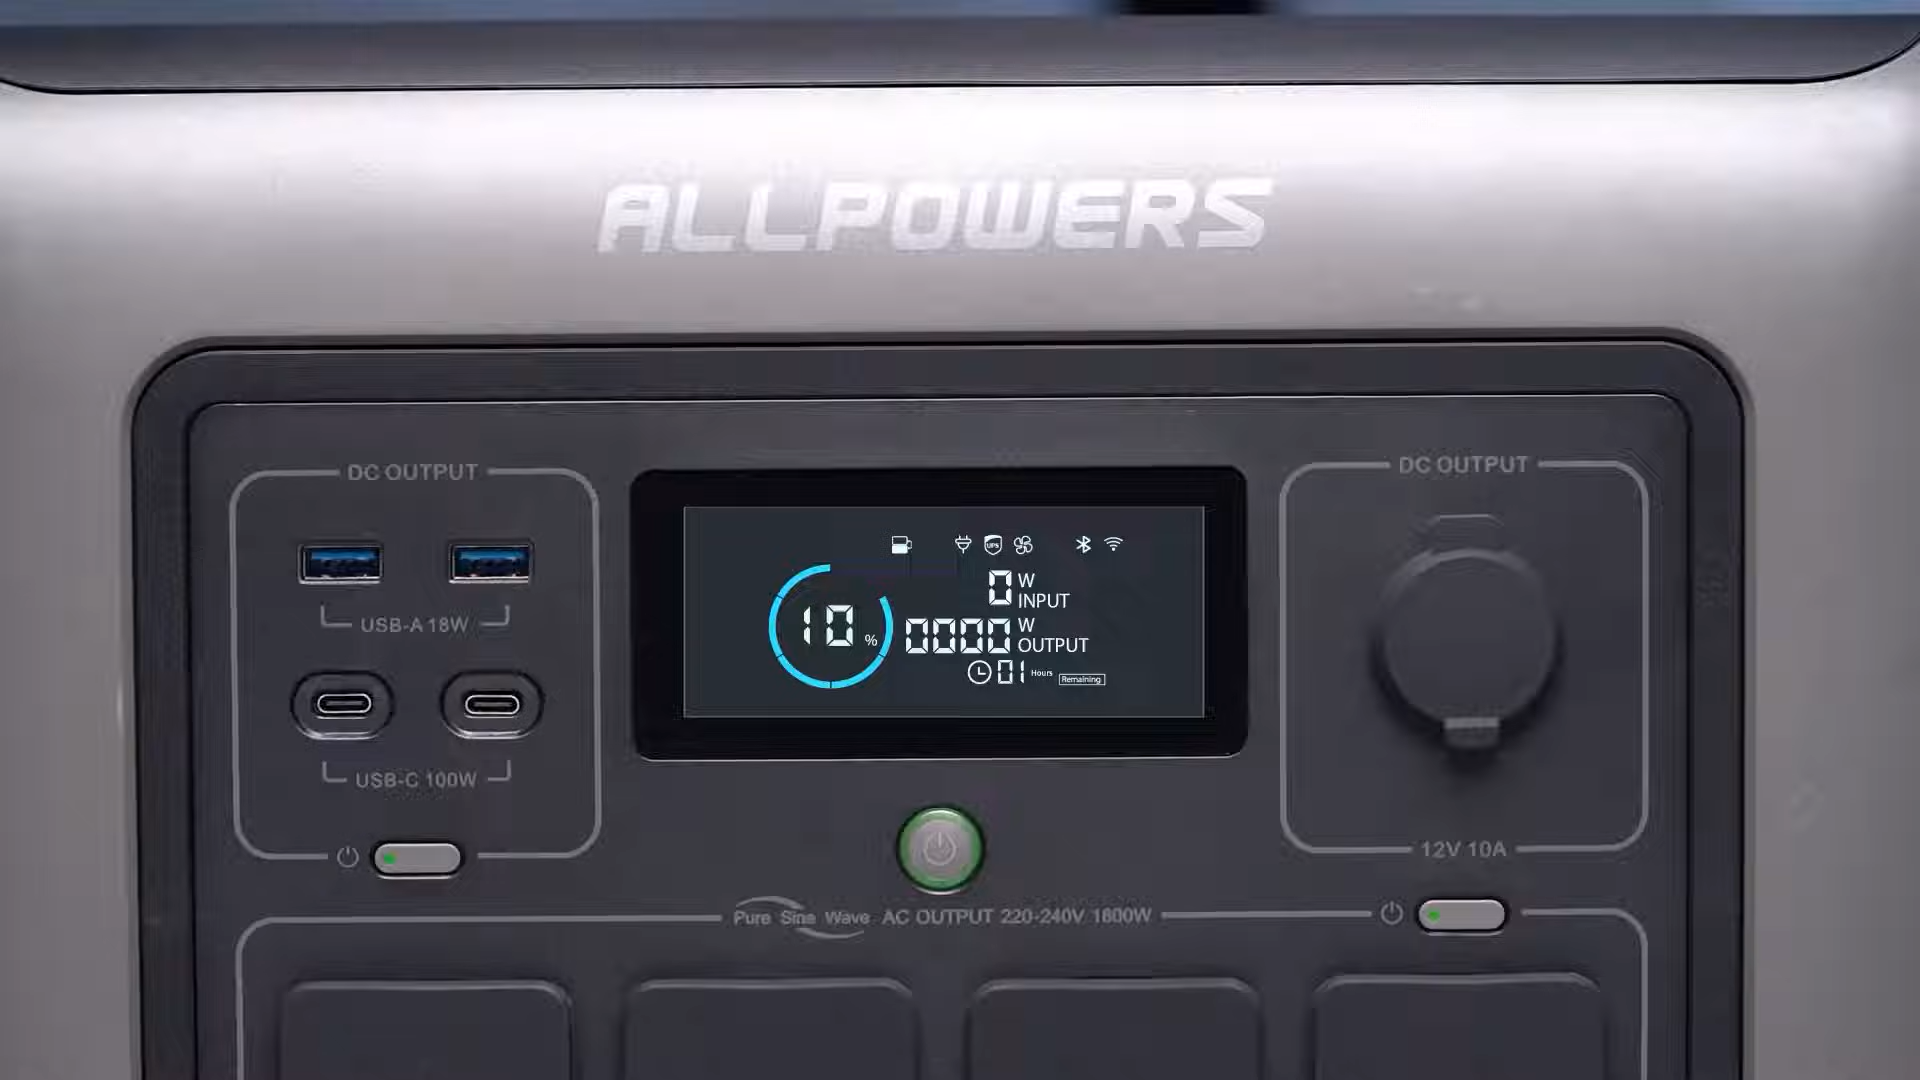 ALLPOWERS
DC OUTPUT
USB-A 18W
USB-C 100W
UPS
10 %
0 W
INPUT
0000 W
OUTPUT
01 Hours Remaining
DC OUTPUT
12V 10A
Pure Sine Wave AC OUTPUT 220-240V 1800W